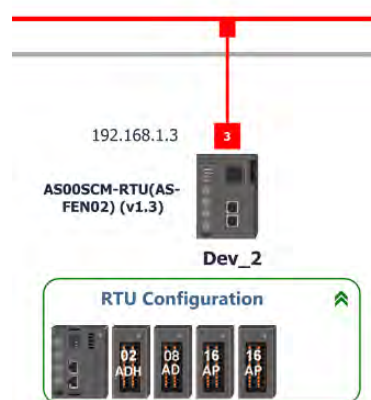 192.168.1.3
3
AS00SCM-RTU(AS-
FEN02) (v1.3)
Dev_2
RTU Configuration
02 08 16 16
ADH AD AP AP